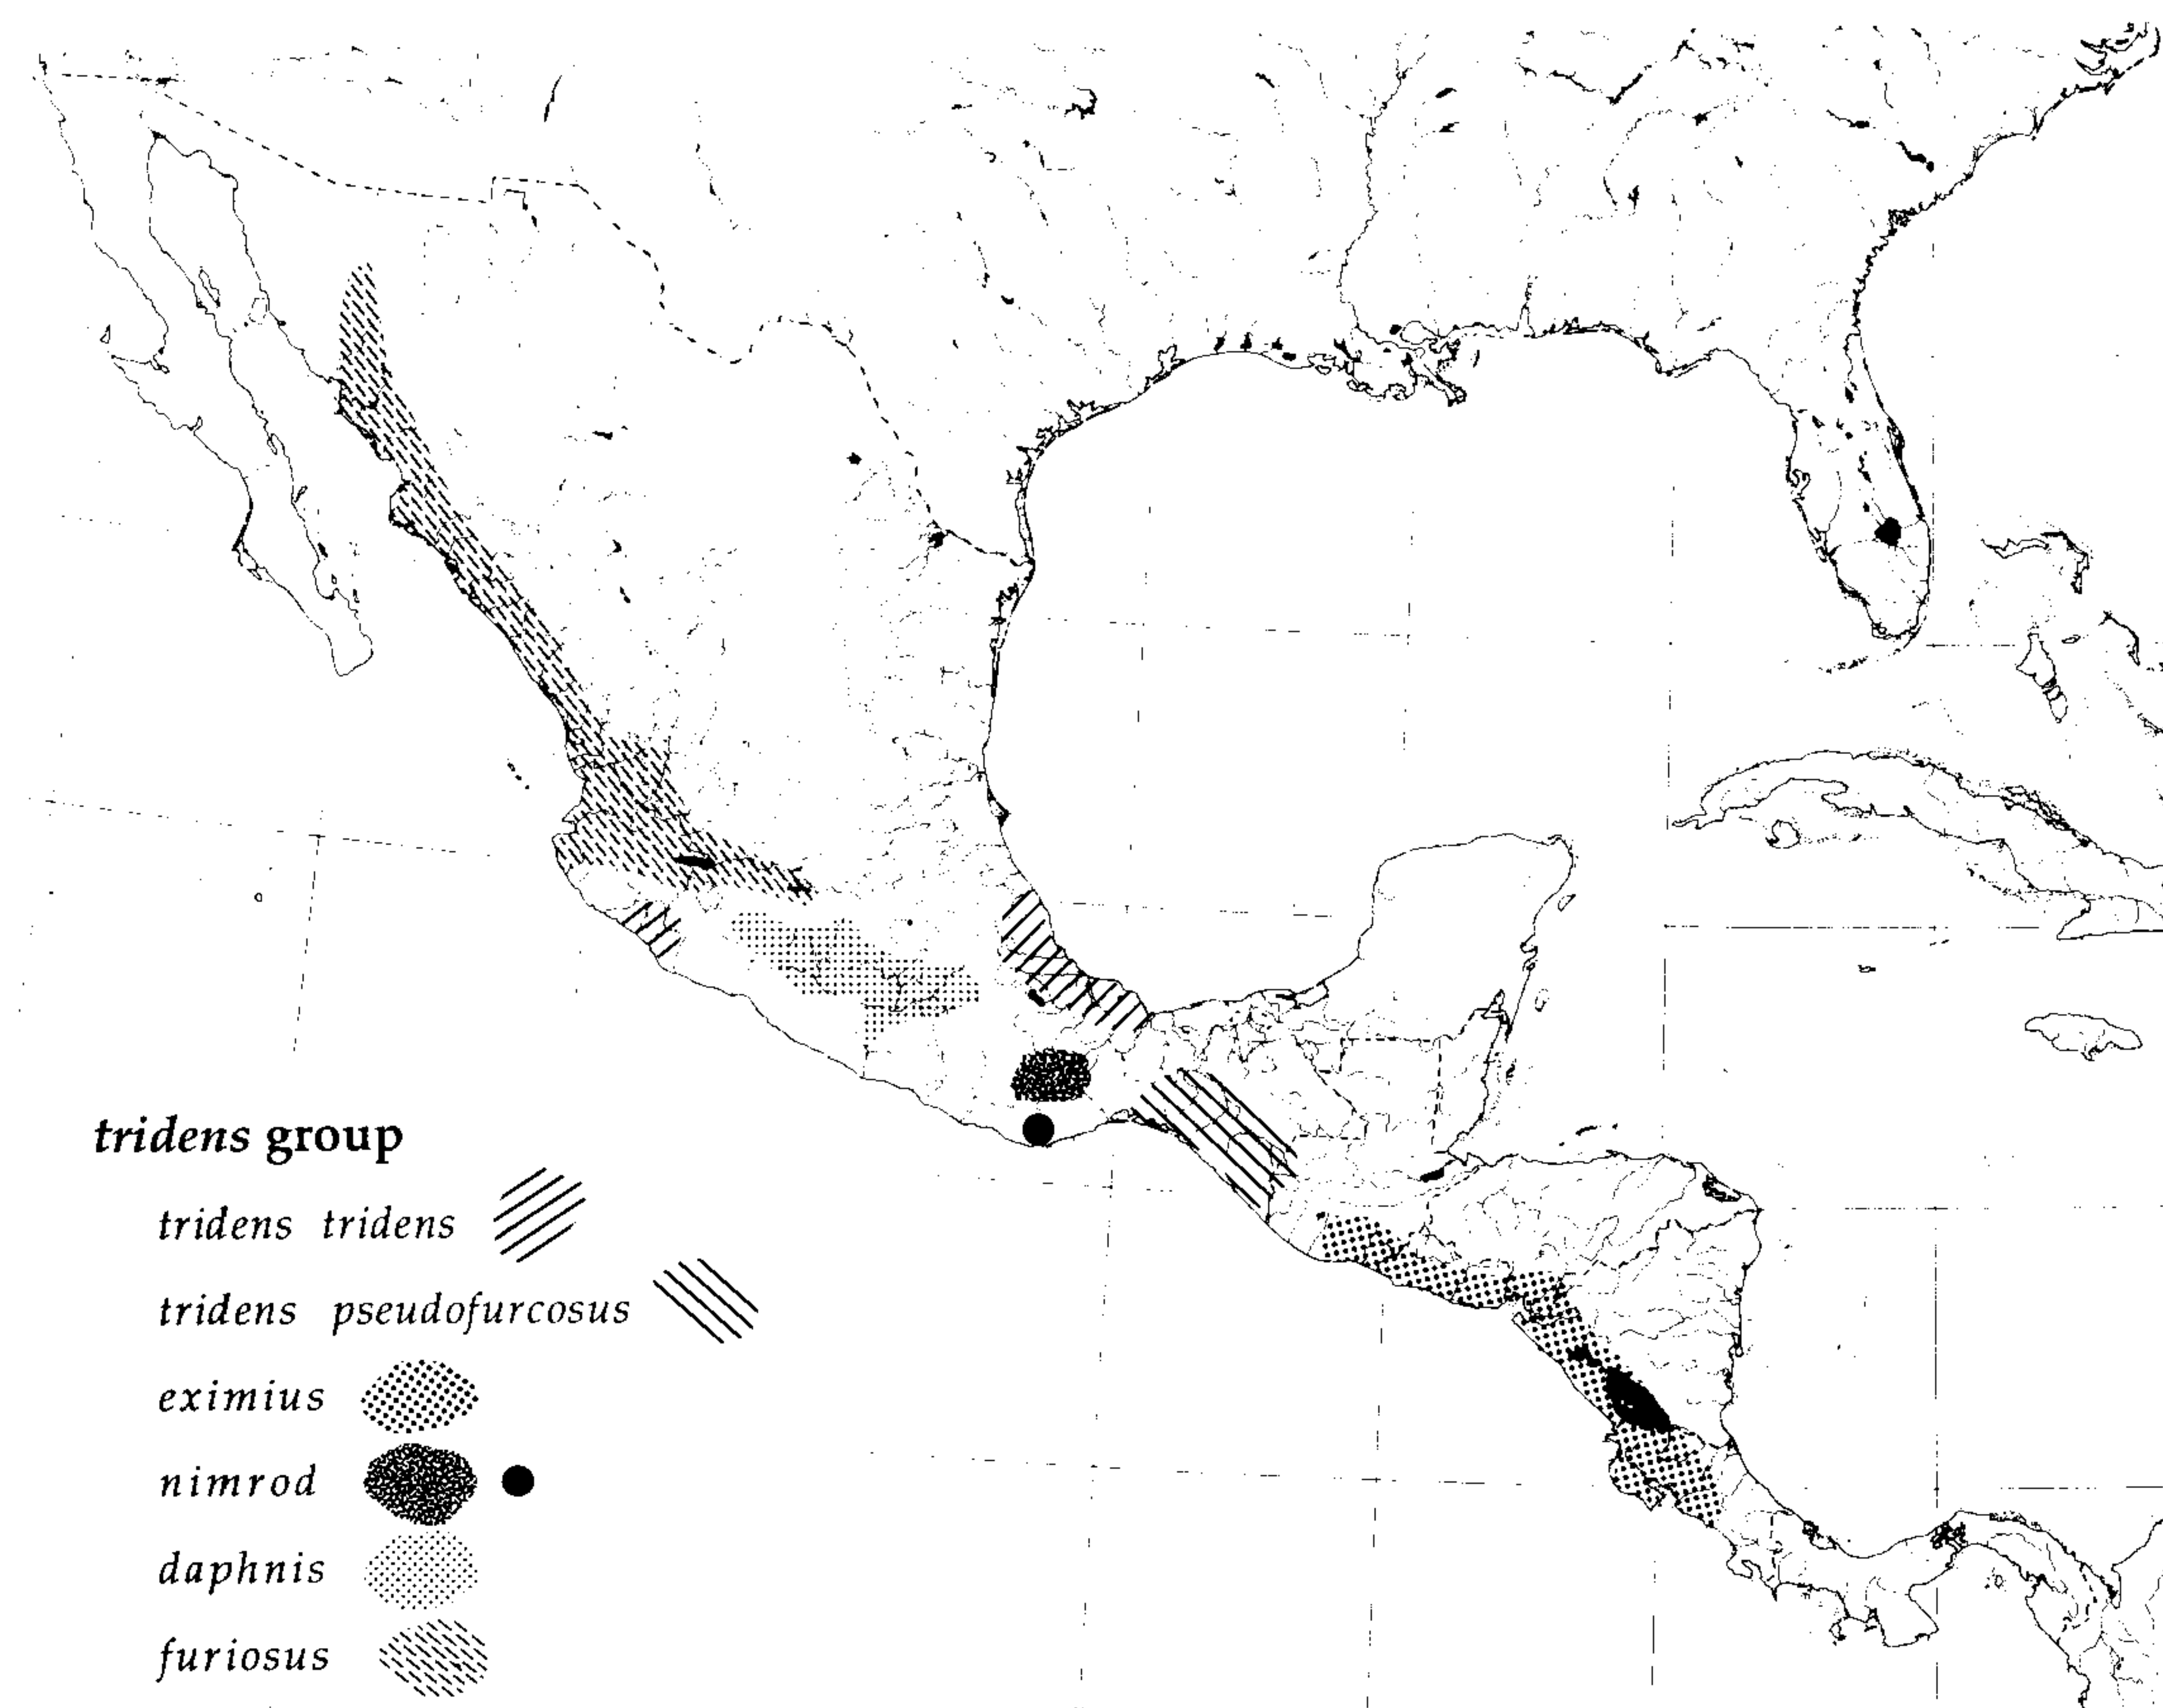 tridens group
tridens tridens
tridens pseudofurcosus
eximius
nimrod
daphnis
furiosus